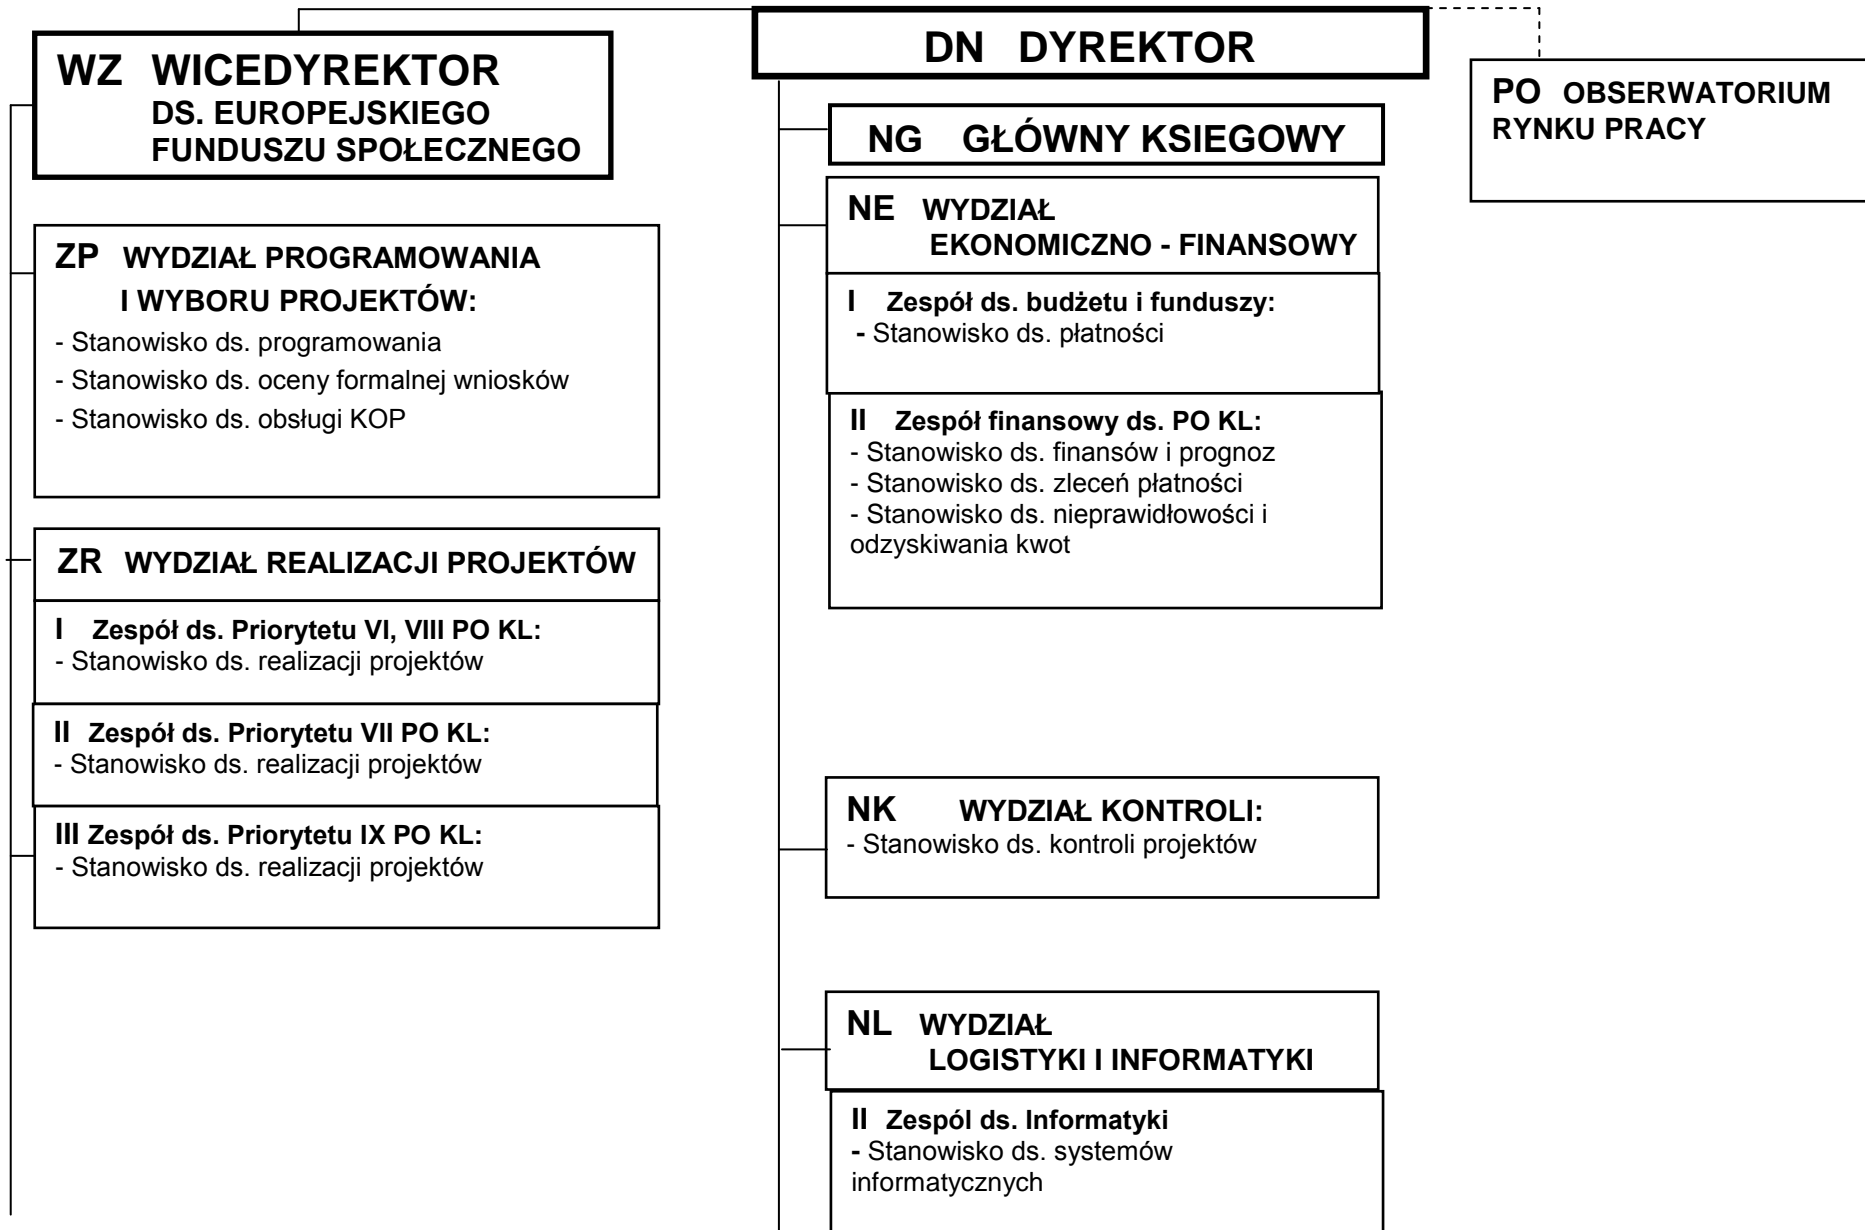 WZ WICEDYREKTOR
DS. EUROPEJSKIEGO
FUNDUSZU SPOŁECZNEGO
ZP WYDZIAŁ PROGRAMOWANIA
I WYBORU PROJEKTÓW:
- Stanowisko ds. programowania
- Stanowisko ds. oceny formalnej wniosków
- Stanowisko ds. obsługi KOP
ZR WYDZIAŁ REALIZACJI PROJEKTÓW
I Zespół ds. Priorytetu VI, VIII PO KL:
- Stanowisko ds. realizacji projektów
II Zespół ds. Priorytetu VII PO KL:
- Stanowisko ds. realizacji projektów
III Zespół ds. Priorytetu IX PO KL:
- Stanowisko ds. realizacji projektów
DN DYREKTOR
NG GŁÓWNY KSIEGOWY
NE WYDZIAŁ
EKONOMICZNO - FINANSOWY
I Zespół ds. budżetu i funduszy:
- Stanowisko ds. płatności
II Zespół finansowy ds. PO KL:
- Stanowisko ds. finansów i prognoz
- Stanowisko ds. zleceń płatności
- Stanowisko ds. nieprawidłowości i
odzyskiwania kwot
NK WYDZIAŁ KONTROLI:
- Stanowisko ds. kontroli projektów
NL WYDZIAŁ
LOGISTYKI I INFORMATYKI
II Zespól ds. Informatyki
- Stanowisko ds. systemów
informatycznych
PO OBSERWATORIUM
RYNKU PRACY